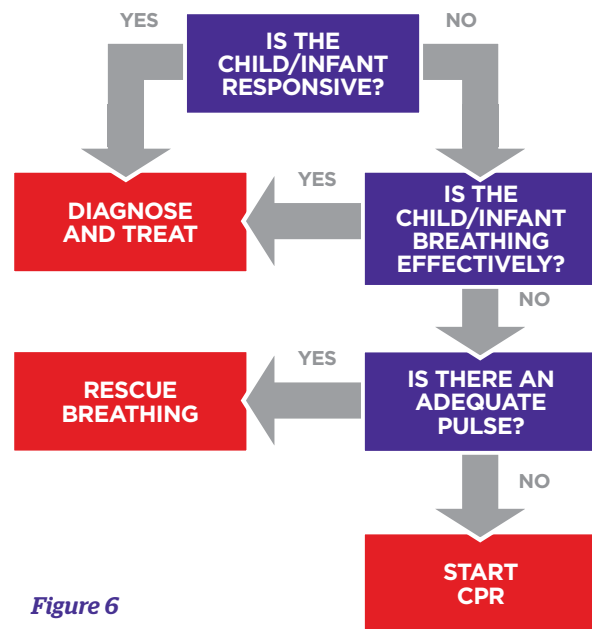 YES
NO
IS THE
CHILD/INFANT
RESPONSIVE?
DIAGNOSE
AND TREAT
YES
IS THE
CHILD/INFANT
BREATHING
EFFECTIVELY?
NO
RESCUE
BREATHING
YES
IS THERE AN
ADEQUATE
PULSE?
NO
START
CPR
Figure 6